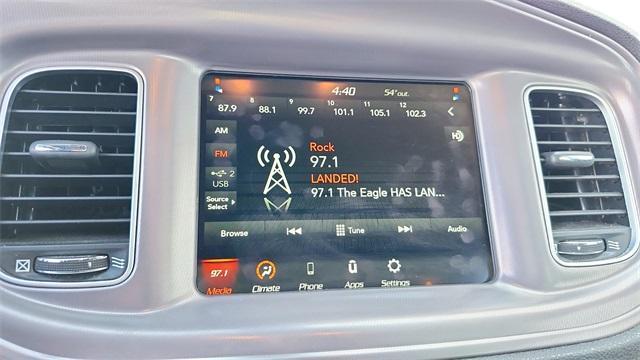 4:40 54°out.
7 87.9 8 88.1 9 99.7 10 101.1 11 105.1 12 102.3
AM
HD
FM
Rock
97.1
2
USB
LANDED!
97.1 The Eagle HAS LAN...
Source
Select
Browse Tune Audio
97.1
Media Climate Phone Apps Settings